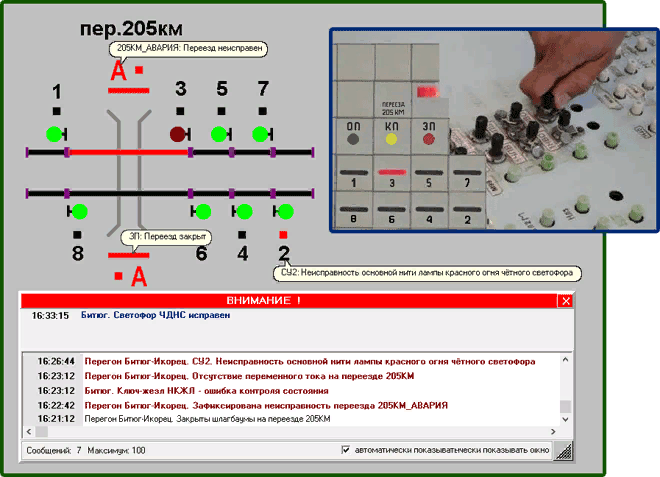 пер.205км
205КМ_АВАРИЯ: Переезд неисправен
А
1
3
5
7
ЗП: Переезд закрыт
8
6
4
2
А
СУ2: Неисправность основной нити лампы красного огня чётного светофора
ПЕРЕЕЗД
205 КМ
ОП
КП
ЗП
1
3
5
7
8
6
4
2
ВНИМАНИЕ !
16:33:15 Битюг. Светофор ЧДНС исправен
16:26:44 Перегон Битюг-Икорец. СУ2. Неисправность основной нити лампы красного огня чётного светофора
16:23:12 Перегон Битюг-Икорец. Отсутствие переменного тока на переезде 205КМ
16:23:12 Битюг. Ключ-жезл НКЖЛ - ошибка контроля состояния
16:22:42 Перегон Битюг-Икорец. Зафиксирована неисправность переезда 205КМ_АВАРИЯ
16:21:12 Перегон Битюг-Икорец. Закрыты шлагбаумы на переезде 205КМ
Сообщений: 7 Максимум: 100
автоматически показыватьически показывать окно